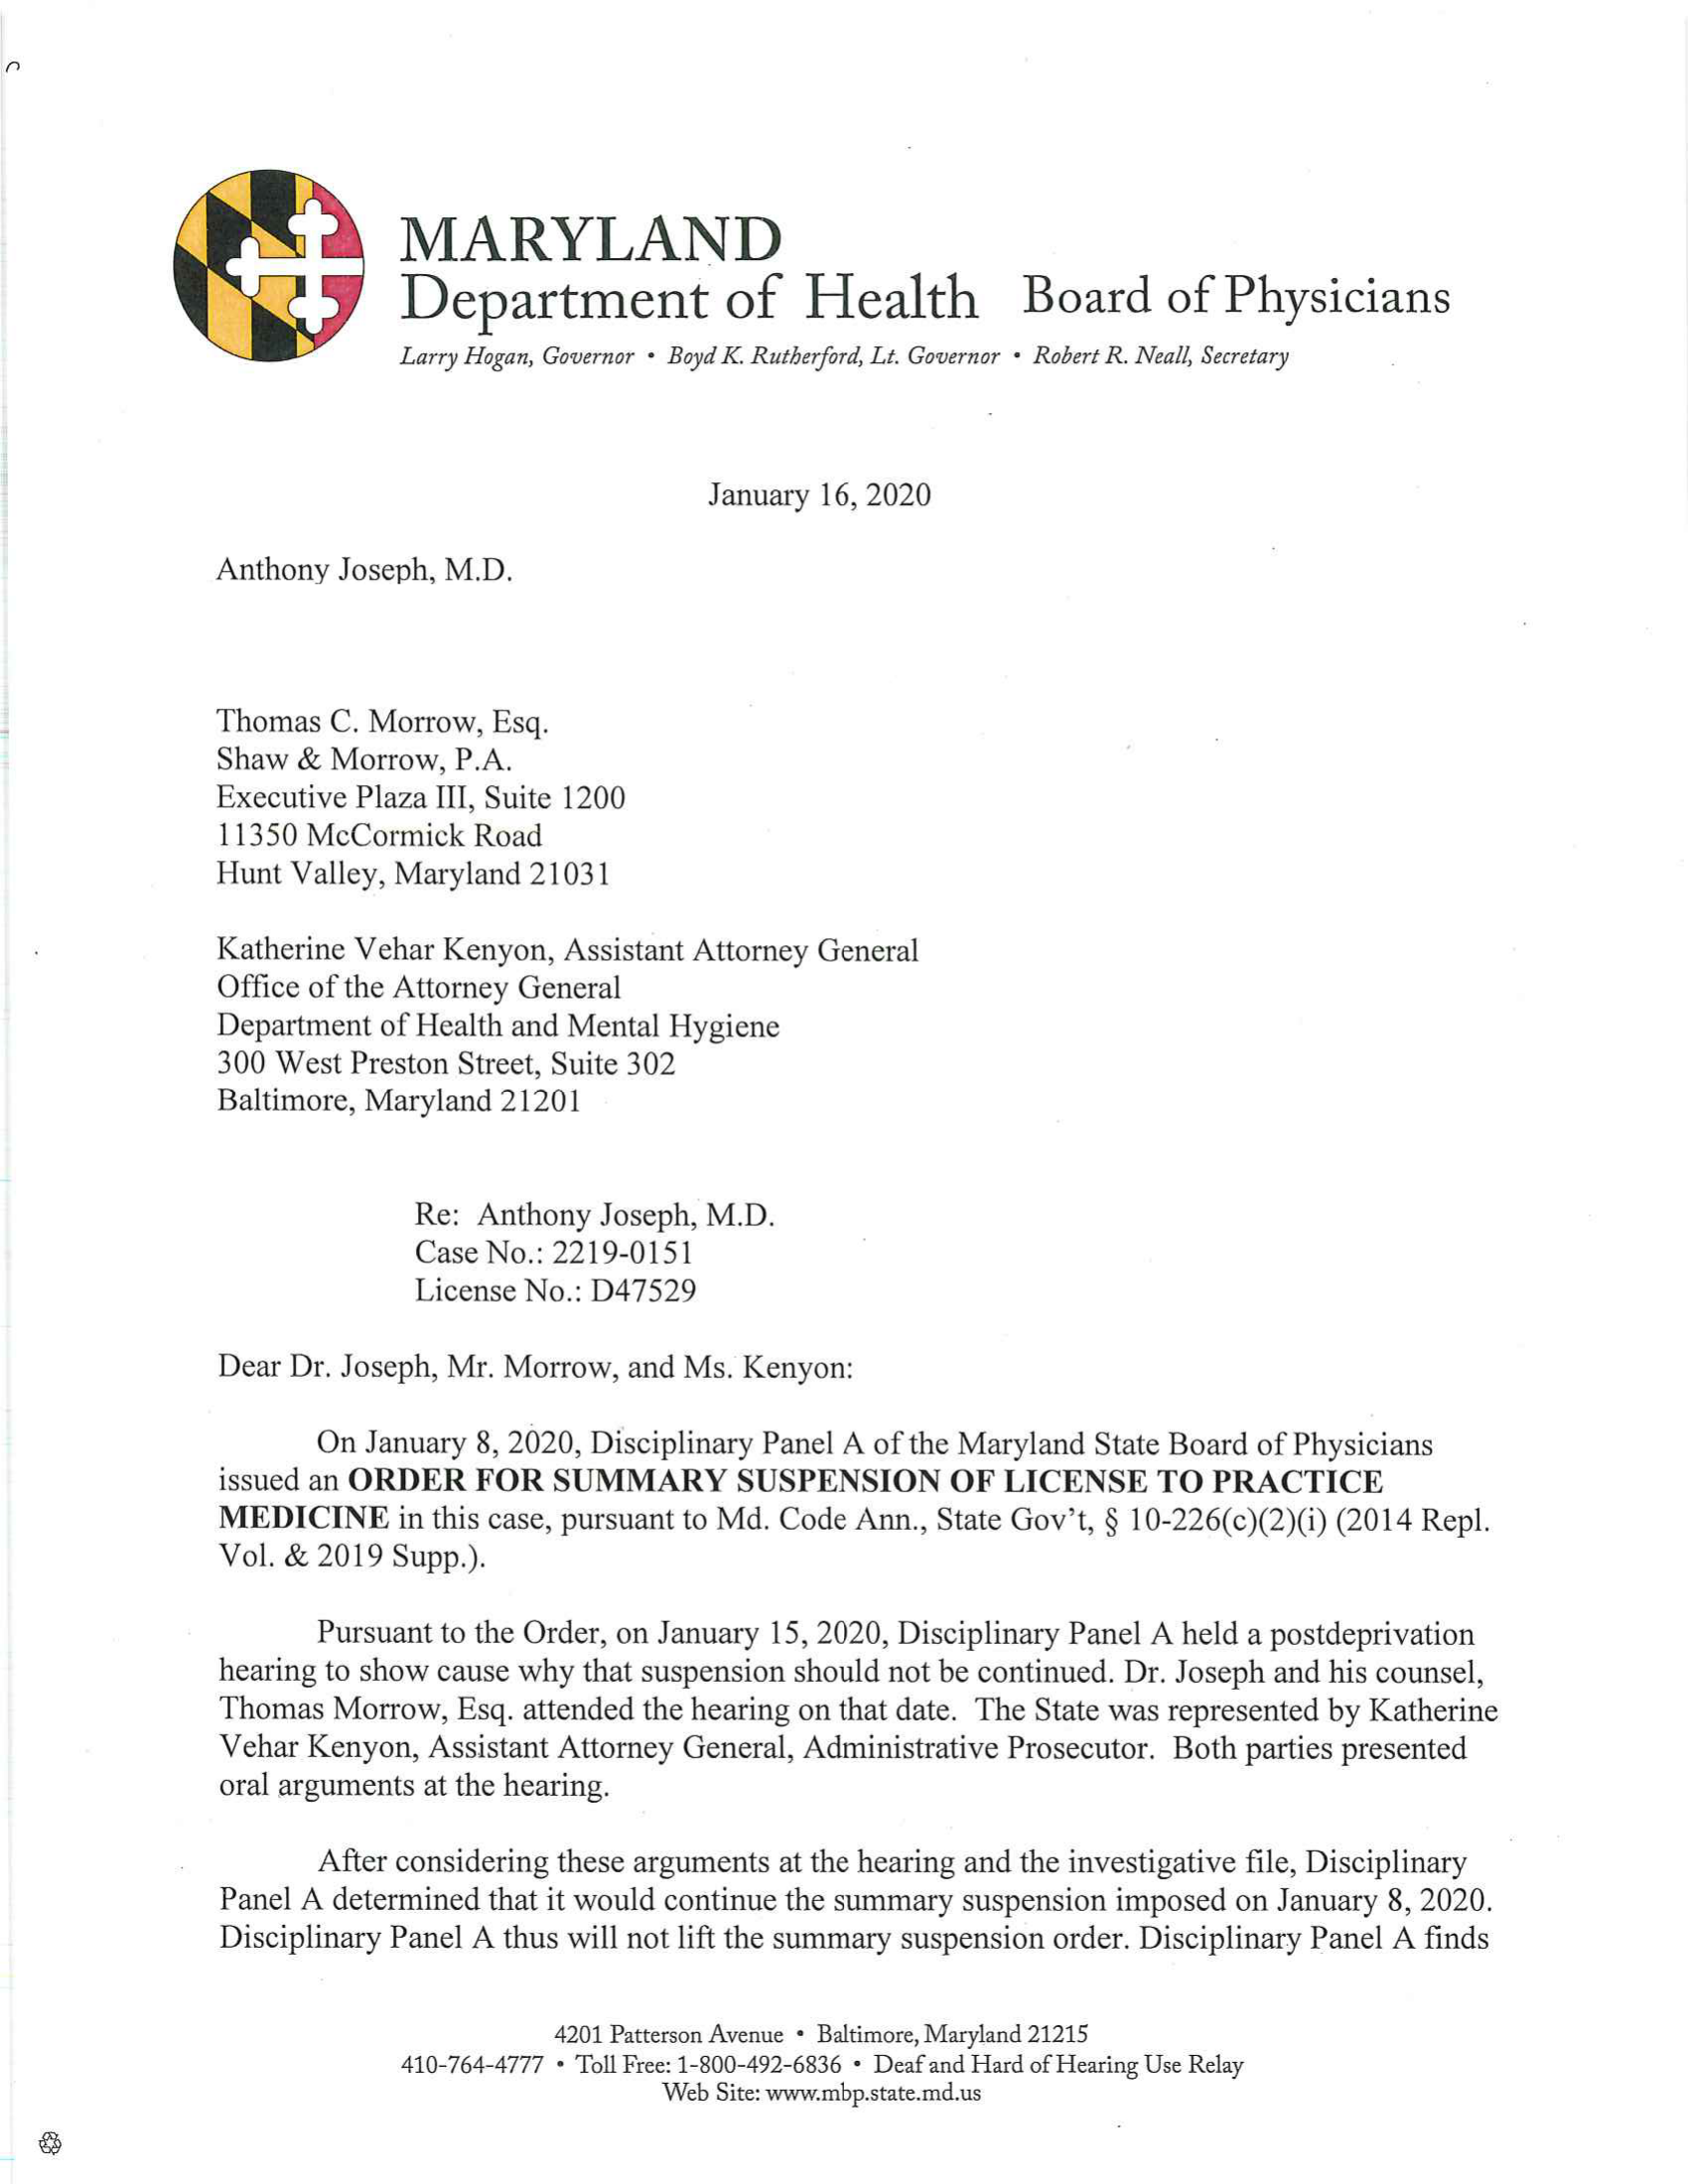 MARYLAND
Department of Health Board of Physicians
Larry Hogan, Governor • Boyd K. Rutherford, Lt. Governor • Robert R. Neall, Secretary
January 16, 2020
Anthony Joseph, M.D.
Thomas C. Morrow, Esq.
Shaw & Morrow, P.A.
Executive Plaza III, Suite 1200
11350 McCormick Road
Hunt Valley, Maryland 21031
Katherine Vehar Kenyon, Assistant Attorney General
Office of the Attorney General
Department of Health and Mental Hygiene
300 West Preston Street, Suite 302
Baltimore, Maryland 21201
Re: Anthony Joseph, M.D.
Case No.: 2219-0151
License No.: D47529
Dear Dr. Joseph, Mr. Morrow, and Ms. Kenyon:
On January 8, 2020, Disciplinary Panel A of the Maryland State Board of Physicians
issued an ORDER FOR SUMMARY SUSPENSION OF LICENSE TO PRACTICE
MEDICINE in this case, pursuant to Md. Code Ann., State Gov't, § 10-226(c)(2)(i) (2014 Repl.
Vol. & 2019 Supp.).
Pursuant to the Order, on January 15, 2020, Disciplinary Panel A held a postdeprivation
hearing to show cause why that suspension should not be continued. Dr. Joseph and his counsel,
Thomas Morrow, Esq. attended the hearing on that date. The State was represented by Katherine
Vehar Kenyon, Assistant Attorney General, Administrative Prosecutor. Both parties presented
oral arguments at the hearing.
After considering these arguments at the hearing and the investigative file, Disciplinary
Panel A determined that it would continue the summary suspension imposed on January 8, 2020.
Disciplinary Panel A thus will not lift the summary suspension order. Disciplinary Panel A finds
4201 Patterson Avenue • Baltimore, Maryland 21215
410-764-4777 • Toll Free: 1-800-492-6836 • Deaf and Hard of Hearing Use Relay
Web Site: www.mbp.state.md.us